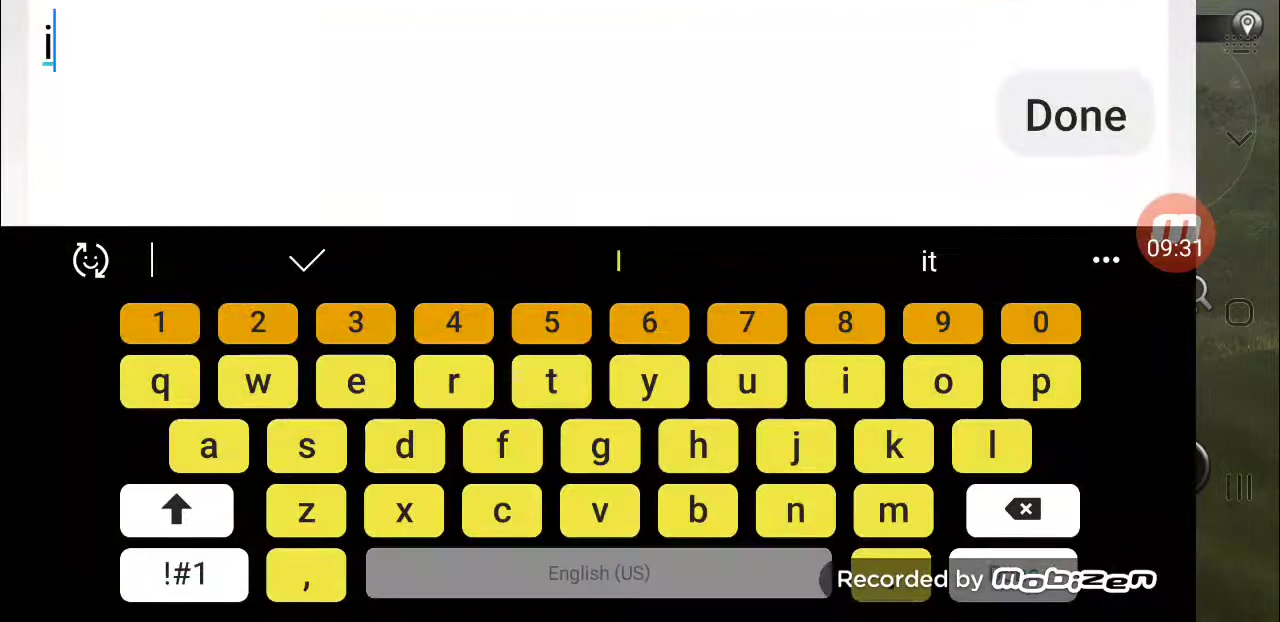 i
Done
I it
09:31
1 2 3 4 5 6 7 8 9 0
q w e r t y u i o p
a s d f g h j k l
z x c v b n m
!#1 , English (US)
Recorded by mobizen